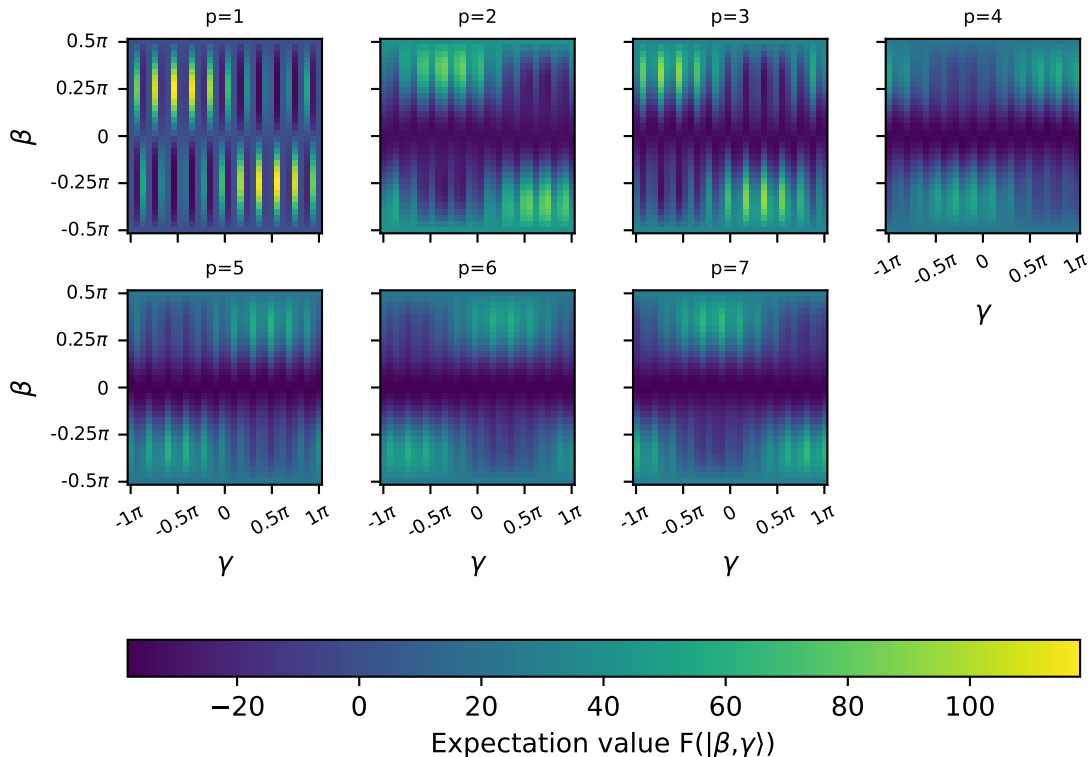 p=1 p=2 p=3 p=4
0.5π
0.25π
0
-0.25π
-0.5π
β
-1π -0.5π 0 0.5π 1π
γ
p=5 p=6 p=7
0.5π
0.25π
0
-0.25π
-0.5π
β
-1π -0.5π 0 0.5π 1π -1π -0.5π 0 0.5π 1π -1π -0.5π 0 0.5π 1π
γ γ γ
−20 0 20 40 60 80 100
Expectation value F(|β,γ⟩)